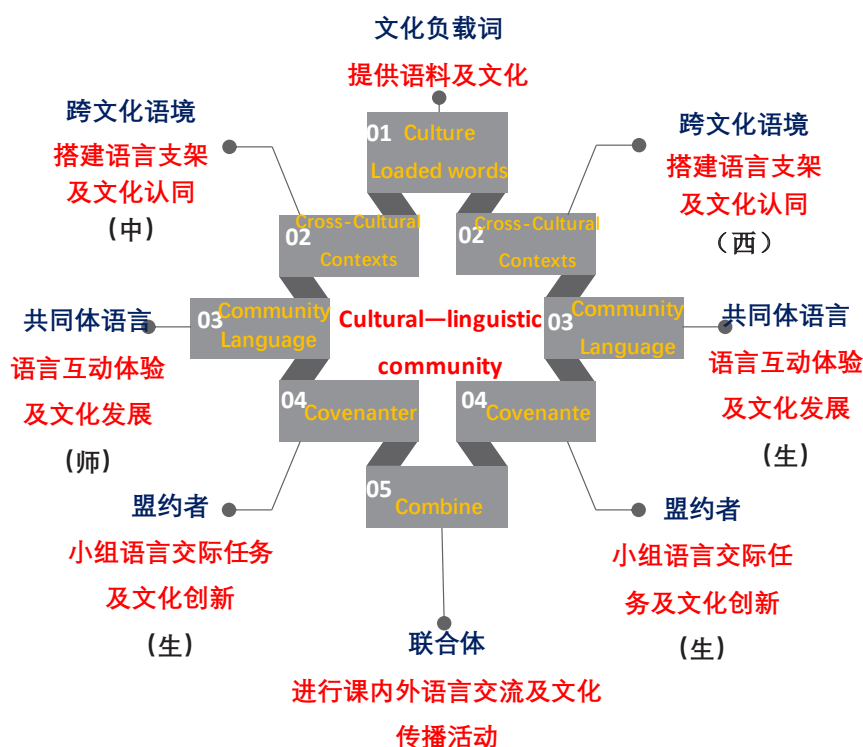 文化负载词
提供语料及文化
01 Culture
Loaded words
跨文化语境
搭建语言支架
及文化认同
(中)
跨文化语境
搭建语言支架
及文化认同
（西）
02 Cross-Cultural
Contexts
02 Cross-Cultural
Contexts
共同体语言
语言互动体验
及文化发展
(师)
03 Community
Language
Cultural—linguistic
community
03 Community
Language
共同体语言
语言互动体验
及文化发展
(生)
04 Covenanter
04 Covenante
盟约者
小组语言交际任务
及文化创新
(生)
05
Combine
盟约者
小组语言交际任
务及文化创新
(生)
联合体
进行课内外语言交流及文化
传播活动